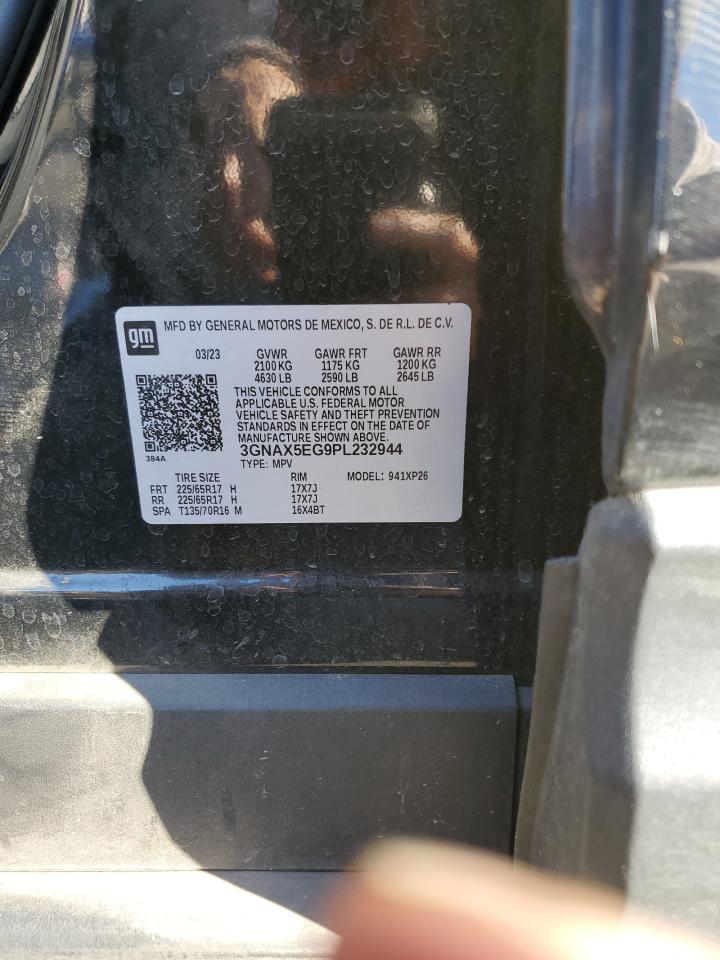 gm MFD BY GENERAL MOTORS DE MEXICO, S. DE R.L. DE C.V.
03/23 GVWR GAWR FRT GAWR RR
2100 KG 1175 KG 1200 KG
4630 LB 2590 LB 2645 LB
THIS VEHICLE CONFORMS TO ALL
APPLICABLE U.S. FEDERAL MOTOR
VEHICLE SAFETY AND THEFT PREVENTION
STANDARDS IN EFFECT ON THE DATE OF
MANUFACTURE SHOWN ABOVE.
384A 3GNAX5EG9PL232944
TYPE: MPV MODEL: 941XP26
TIRE SIZE RIM
FRT 225/65R17 H 17X7J
RR 225/65R17 H 17X7J
SPA T135/70R16 M 16X4BT